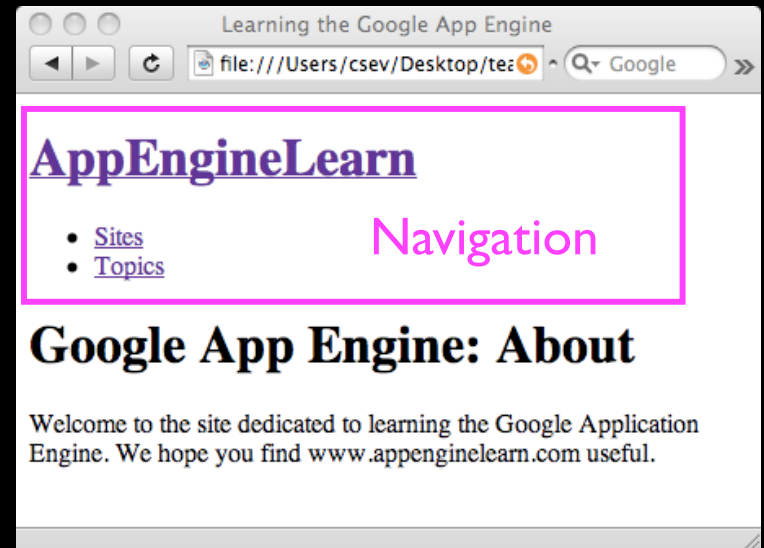 Learning the Google App Engine
file:///Users/csev/Desktop/tea
Google
AppEngineLearn
Sites
Topics
Navigation
Google App Engine: About
Welcome to the site dedicated to learning the Google Application
Engine. We hope you find www.appenginelearn.com useful.